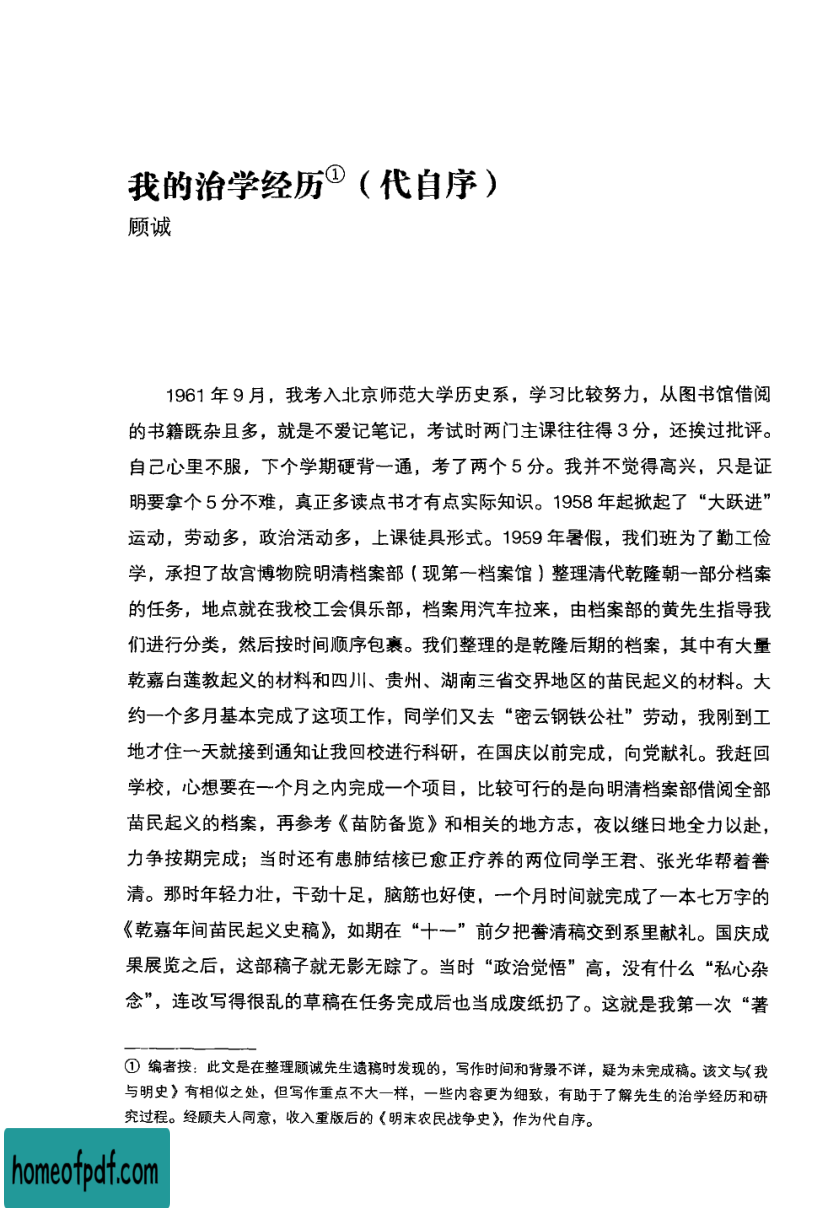 我的治学经历①（代自序）
顾诚
1961年9月，我考入北京师范大学历史系，学习比较努力，从图书馆借阅
的书籍既杂且多，就是不爱记笔记，考试时两门主课往往得3分，还挨过批评。
自己心里不服，下个学期硬背一通，考了两个5分。我并不觉得高兴，只是证
明要拿个5分不难，真正多读点书才有点实际知识。1958年起掀起了“大跃进”
运动，劳动多，政治活动多，上课徒具形式。1959年暑假，我们班为了勤工俭
学，承担了故宫博物院明清档案部（现第一档案馆）整理清代乾隆朝一部分档案
的任务，地点就在我校工会俱乐部，档案用汽车拉来，由档案部的黄先生指导我
们进行分类，然后按时间顺序包裹。我们整理的是乾隆后期的档案，其中有大量
乾嘉白莲教起义的材料和四川、贵州、湖南三省交界地区的苗民起义的材料。大
约一个多月基本完成了这项工作，同学们又去“密云钢铁公社”劳动，我刚到工
地才住一天就接到通知让我回校进行科研，在国庆以前完成，向党献礼。我赶回
学校，心想要在一个月之内完成一个项目，比较可行的是向明清档案部借阅全部
苗民起义的档案，再参考《苗防备览》和相关的地方志，夜以继日地全力以赴，
力争按期完成；当时还有患肺结核已愈正疗养的两位同学王君、张光华帮着誊
清。那时年轻力壮，干劲十足，脑筋也好使，一个月时间就完成了一本七万字的
《乾嘉年间苗民起义史稿》，如期在“十一”前夕把誊清稿交到系里献礼。国庆成
果展览之后，这部稿子就无影无踪了。当时“政治觉悟”高，没有什么“私心杂
念”，连改写得很乱的草稿在任务完成后也当成废纸扔了。这就是我第一次“著
① 编者按：此文是在整理顾诚先生遗稿时发现的，写作时间和背景不详，疑为未完成稿。该文与《我
与明史》有相似之处，但写作重点不大一样，一些内容更为细致，有助于了解先生的治学经历和研
究过程。经顾夫人同意，收入重版后的《明末农民战争史》，作为代自序。
homeofpdf.com